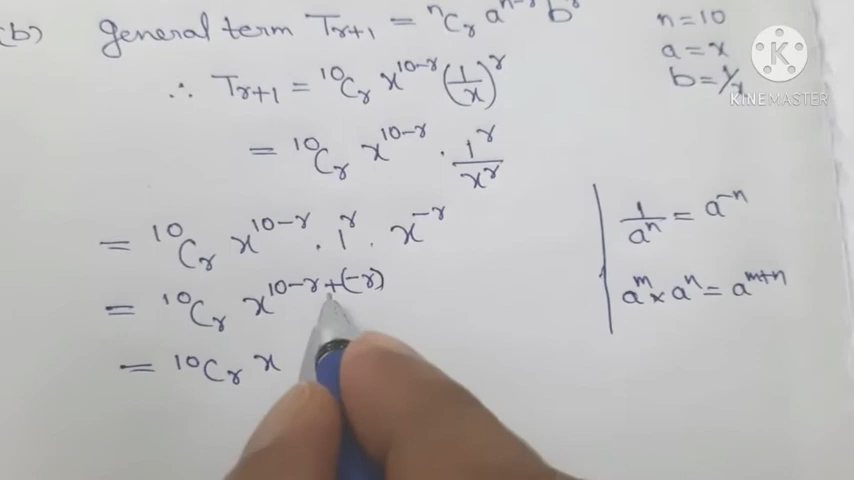 (b) general term Tᵣ₊₁ = ⁿCᵣ aⁿ⁻ʳ bʳ
n = 10
a = x
b = 1/x
K
KINEMASTER
∴ Tᵣ₊₁ = ¹⁰Cᵣ x¹⁰⁻ʳ (1/x)ʳ
= ¹⁰Cᵣ x¹⁰⁻ʳ · 1ʳ/xʳ
= ¹⁰Cᵣ x¹⁰⁻ʳ · 1ʳ · x⁻ʳ
= ¹⁰Cᵣ x¹⁰⁻ʳ⁺⁽⁻ʳ⁾
= ¹⁰Cᵣ x
1/aⁿ = a⁻ⁿ
aᵐ × aⁿ = aᵐ⁺ⁿ